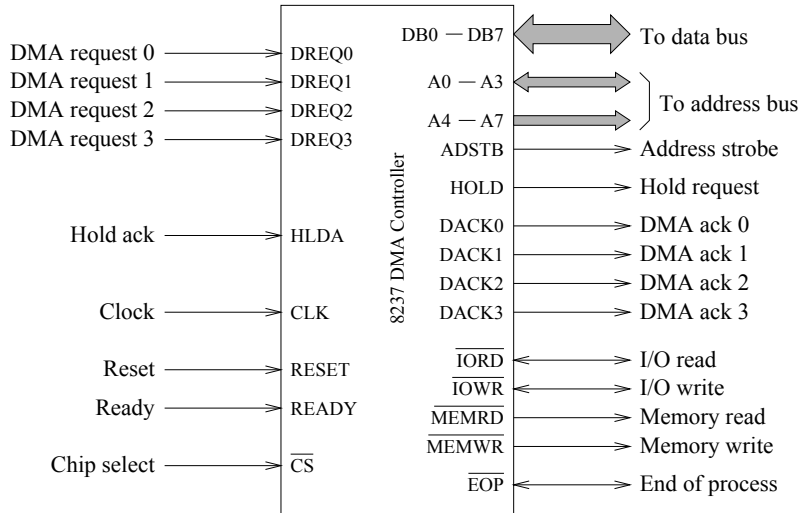 DMA request 0
DMA request 1
DMA request 2
DMA request 3
Hold ack
Clock
Reset
Ready
Chip select
DREQ0
DREQ1
DREQ2
DREQ3
HLDA
CLK
RESET
READY
CS
8237 DMA Controller
DB0 — DB7
A0 — A3
A4 — A7
ADSTB
HOLD
DACK0
DACK1
DACK2
DACK3
IORD
IOWR
MEMRD
MEMWR
EOP
To data bus
To address bus
Address strobe
Hold request
DMA ack 0
DMA ack 1
DMA ack 2
DMA ack 3
I/O read
I/O write
Memory read
Memory write
End of process